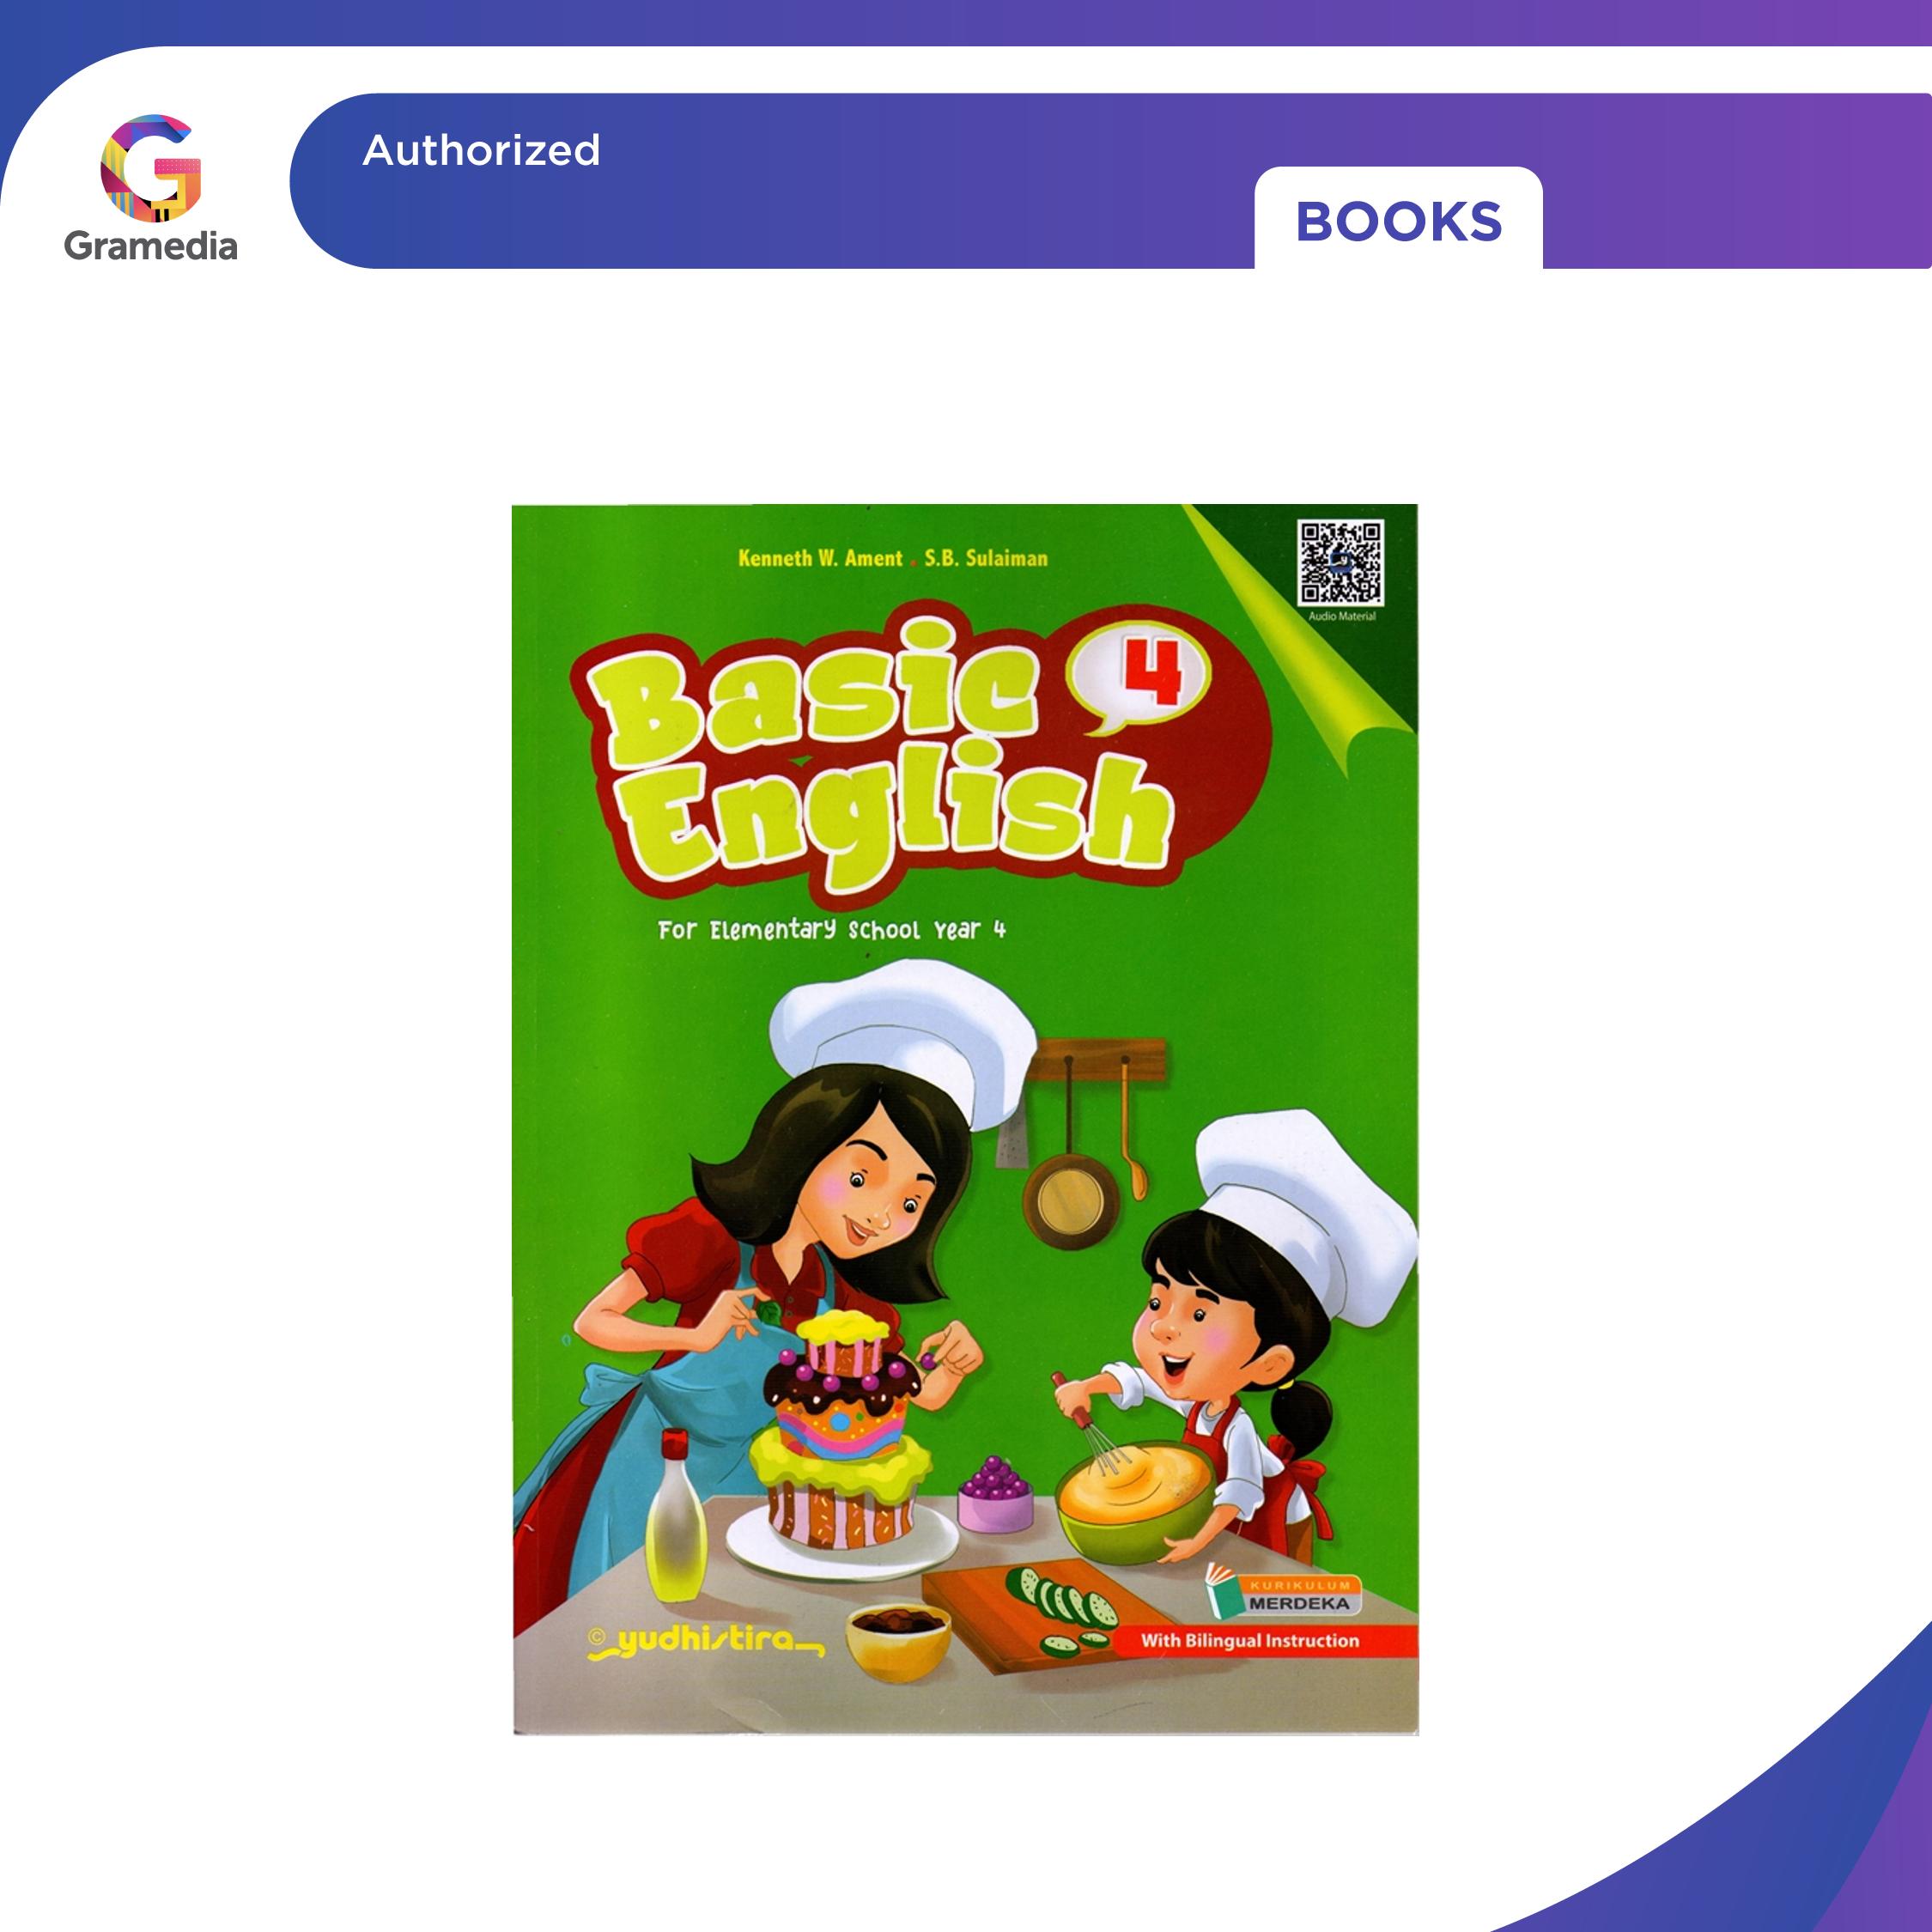 Gramedia
Authorized
BOOKS
Kenneth W. Ament . S.B. Sulaiman
Audio Material
Basic 4
English
For Elementary School Year 4
KURIKULUM
MERDEKA
© yudhistira
With Bilingual Instruction